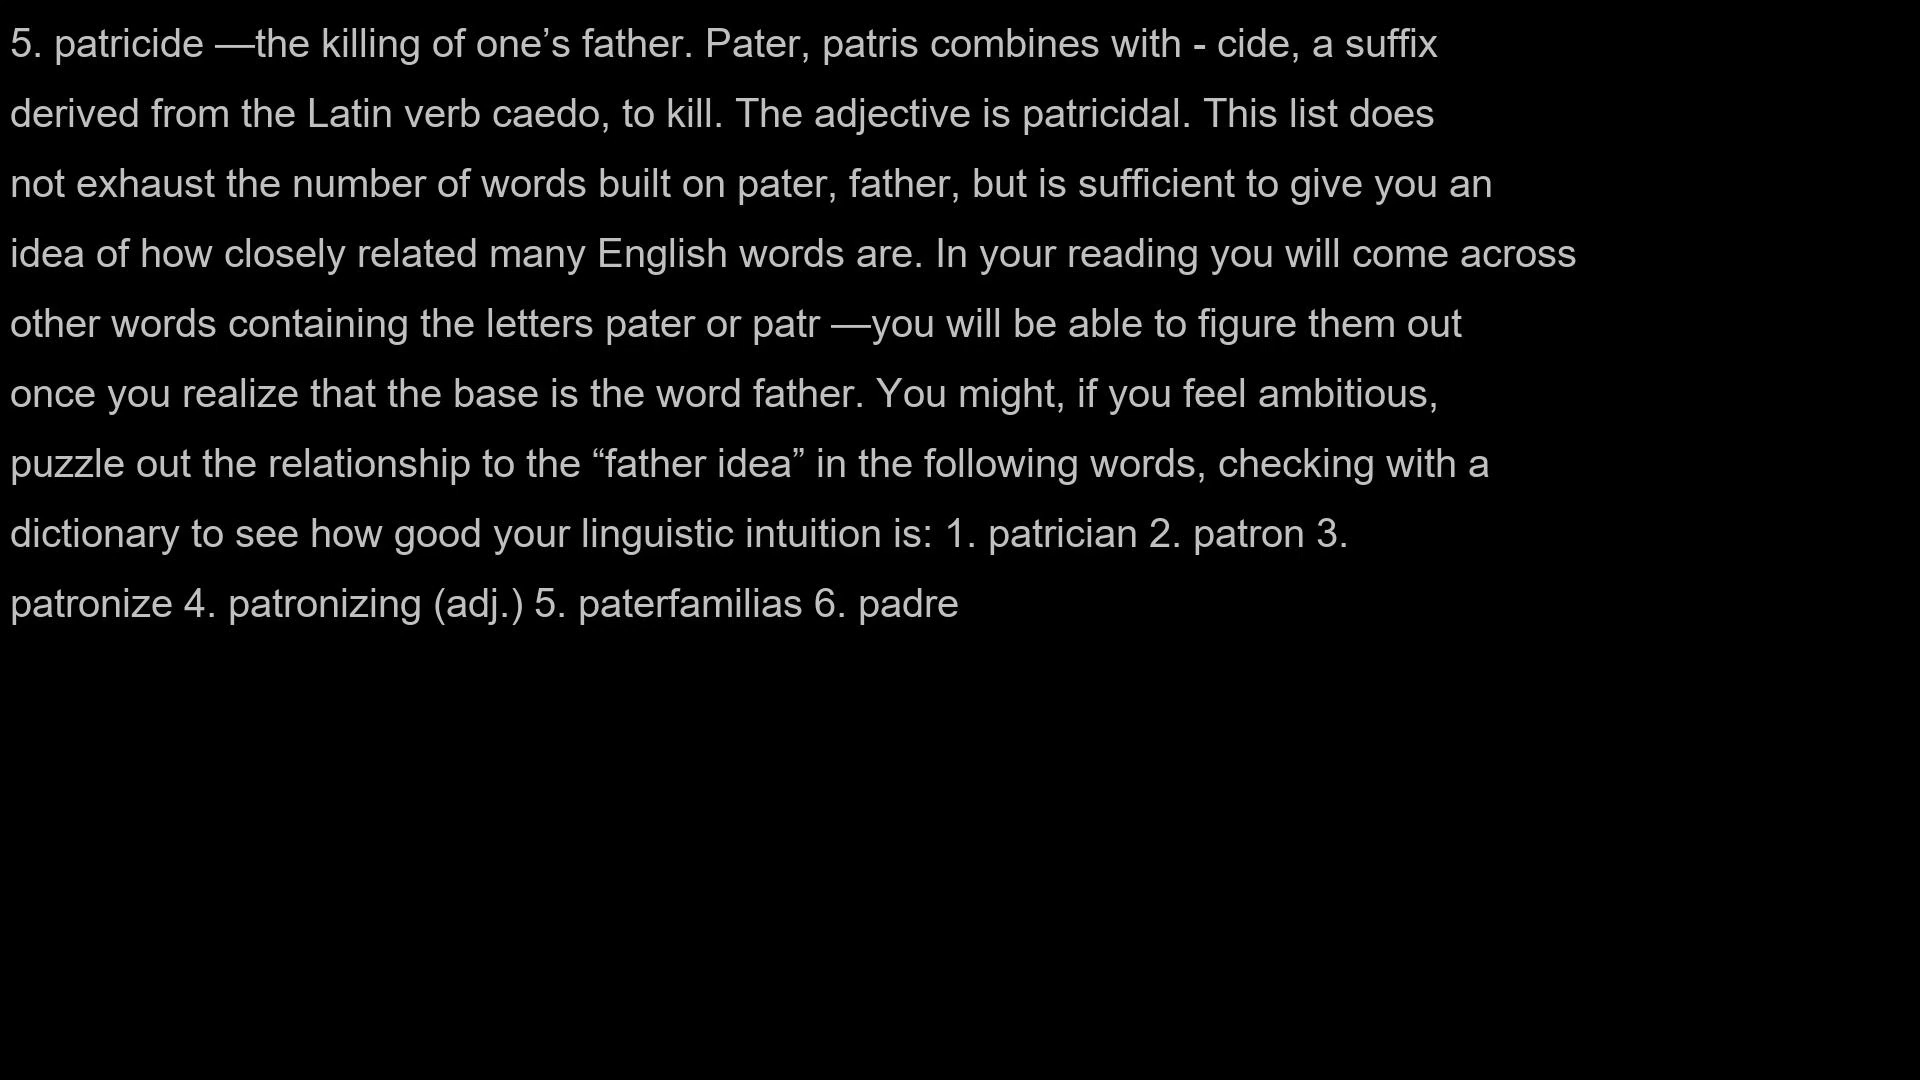 5. patricide —the killing of one’s father. Pater, patris combines with - cide, a suffix
derived from the Latin verb caedo, to kill. The adjective is patricidal. This list does
not exhaust the number of words built on pater, father, but is sufficient to give you an
idea of how closely related many English words are. In your reading you will come across
other words containing the letters pater or patr —you will be able to figure them out
once you realize that the base is the word father. You might, if you feel ambitious,
puzzle out the relationship to the “father idea” in the following words, checking with a
dictionary to see how good your linguistic intuition is: 1. patrician 2. patron 3.
patronize 4. patronizing (adj.) 5. paterfamilias 6. padre